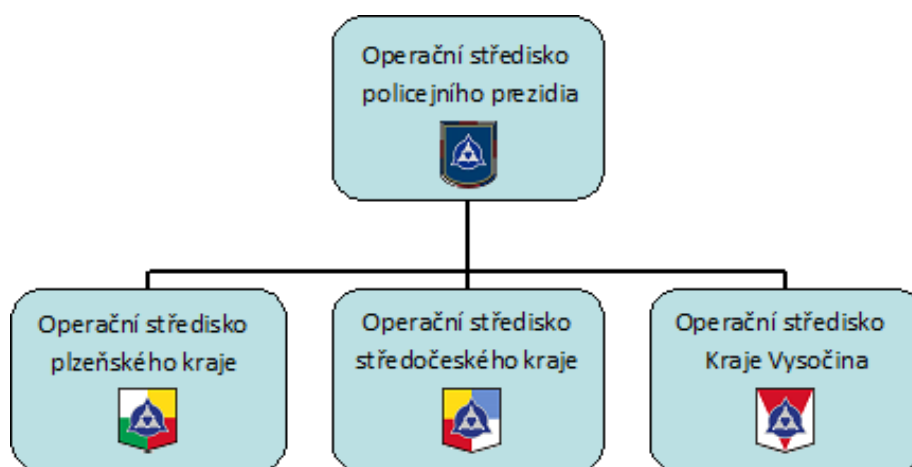 Operační středisko
policejního prezidia
Operační středisko
plzeňského kraje
Operační středisko
středočeského kraje
Operační středisko
Kraje Vysočina